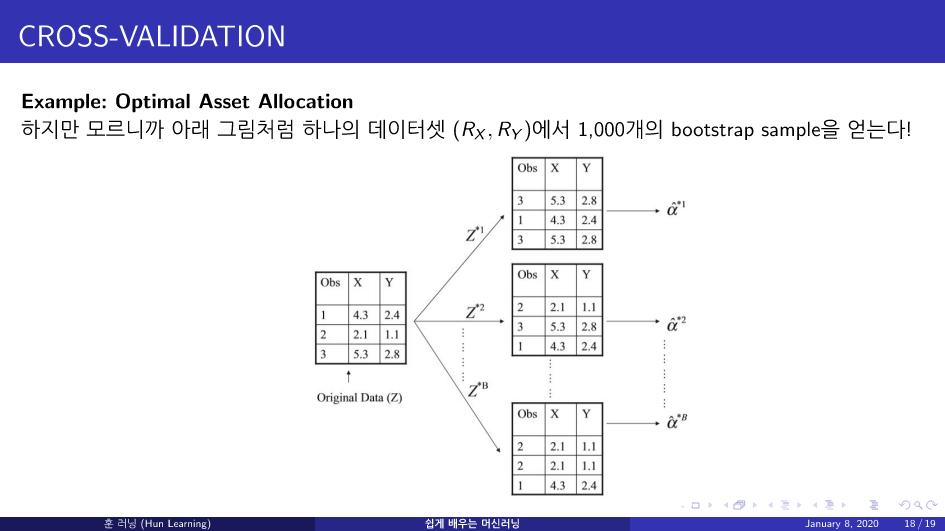 CROSS-VALIDATION
Example: Optimal Asset Allocation
하지만 모르니까 아래 그림처럼 하나의 데이터셋 (R_X, R_Y)에서 1,000개의 bootstrap sample을 얻는다!
Obs X Y
3 5.3 2.8
1 4.3 2.4
3 5.3 2.8
Z*1
α̂*1
Obs X Y
1 4.3 2.4
2 2.1 1.1
3 5.3 2.8
Original Data (Z)
Z*2
Obs X Y
2 2.1 1.1
3 5.3 2.8
1 4.3 2.4
α̂*2
Z*B
Obs X Y
2 2.1 1.1
2 2.1 1.1
1 4.3 2.4
α̂*B
훈 러닝 (Hun Learning) 쉽게 배우는 머신러닝 January 8, 2020 18 / 19